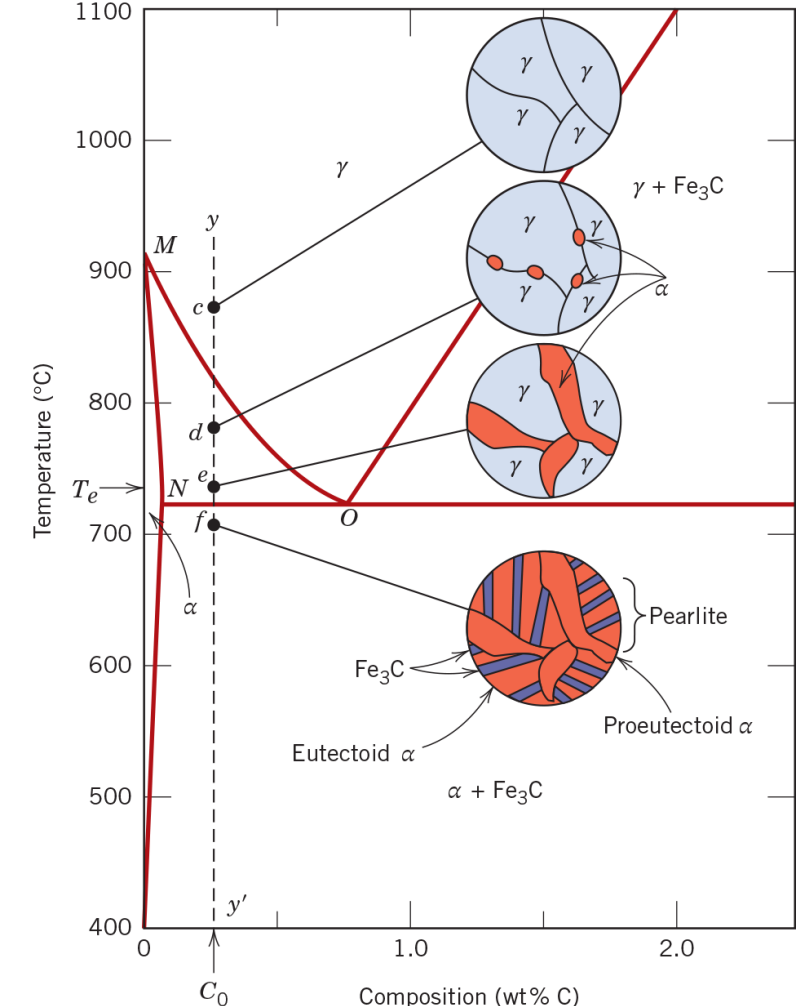 1100
γ
γ
γ
γ
1000
γ
γ + Fe₃C
γ
y
γ
M
900
γ
γ
α
c
800
γ
γ
d
e
γ
γ
Tₑ
N
O
f
700
Temperature (°C)
α
Pearlite
600
Fe₃C
Proeutectoid α
Eutectoid α
α + Fe₃C
500
y′
400
0
1.0
2.0
C₀
Composition (wt% C)